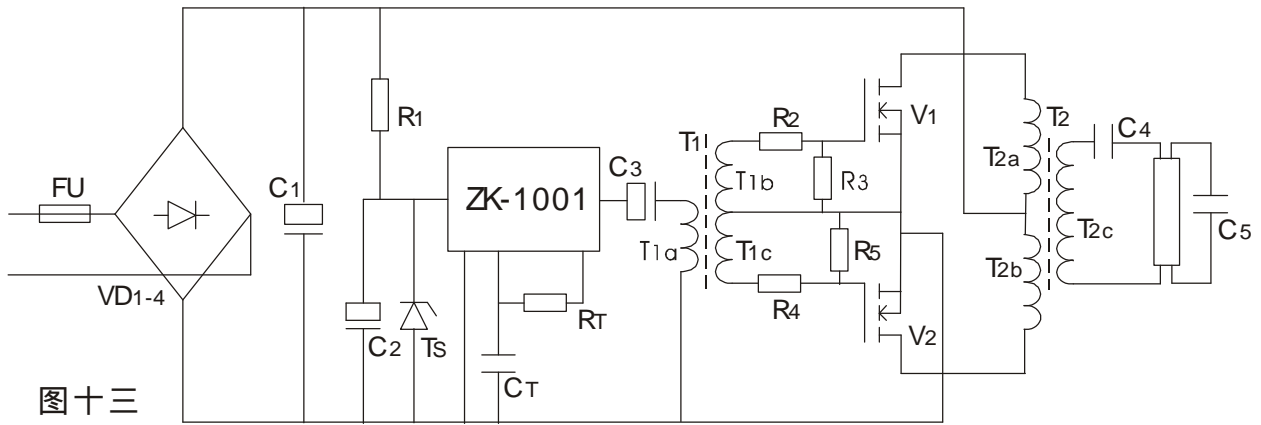 FU
VD1-4
C1
R1
C2
TS
ZK-1001
RT
CT
C3
T1
T1a
T1b
T1c
R2
R3
R5
R4
V1
V2
T2
T2a
T2b
T2c
C4
C5
图十三